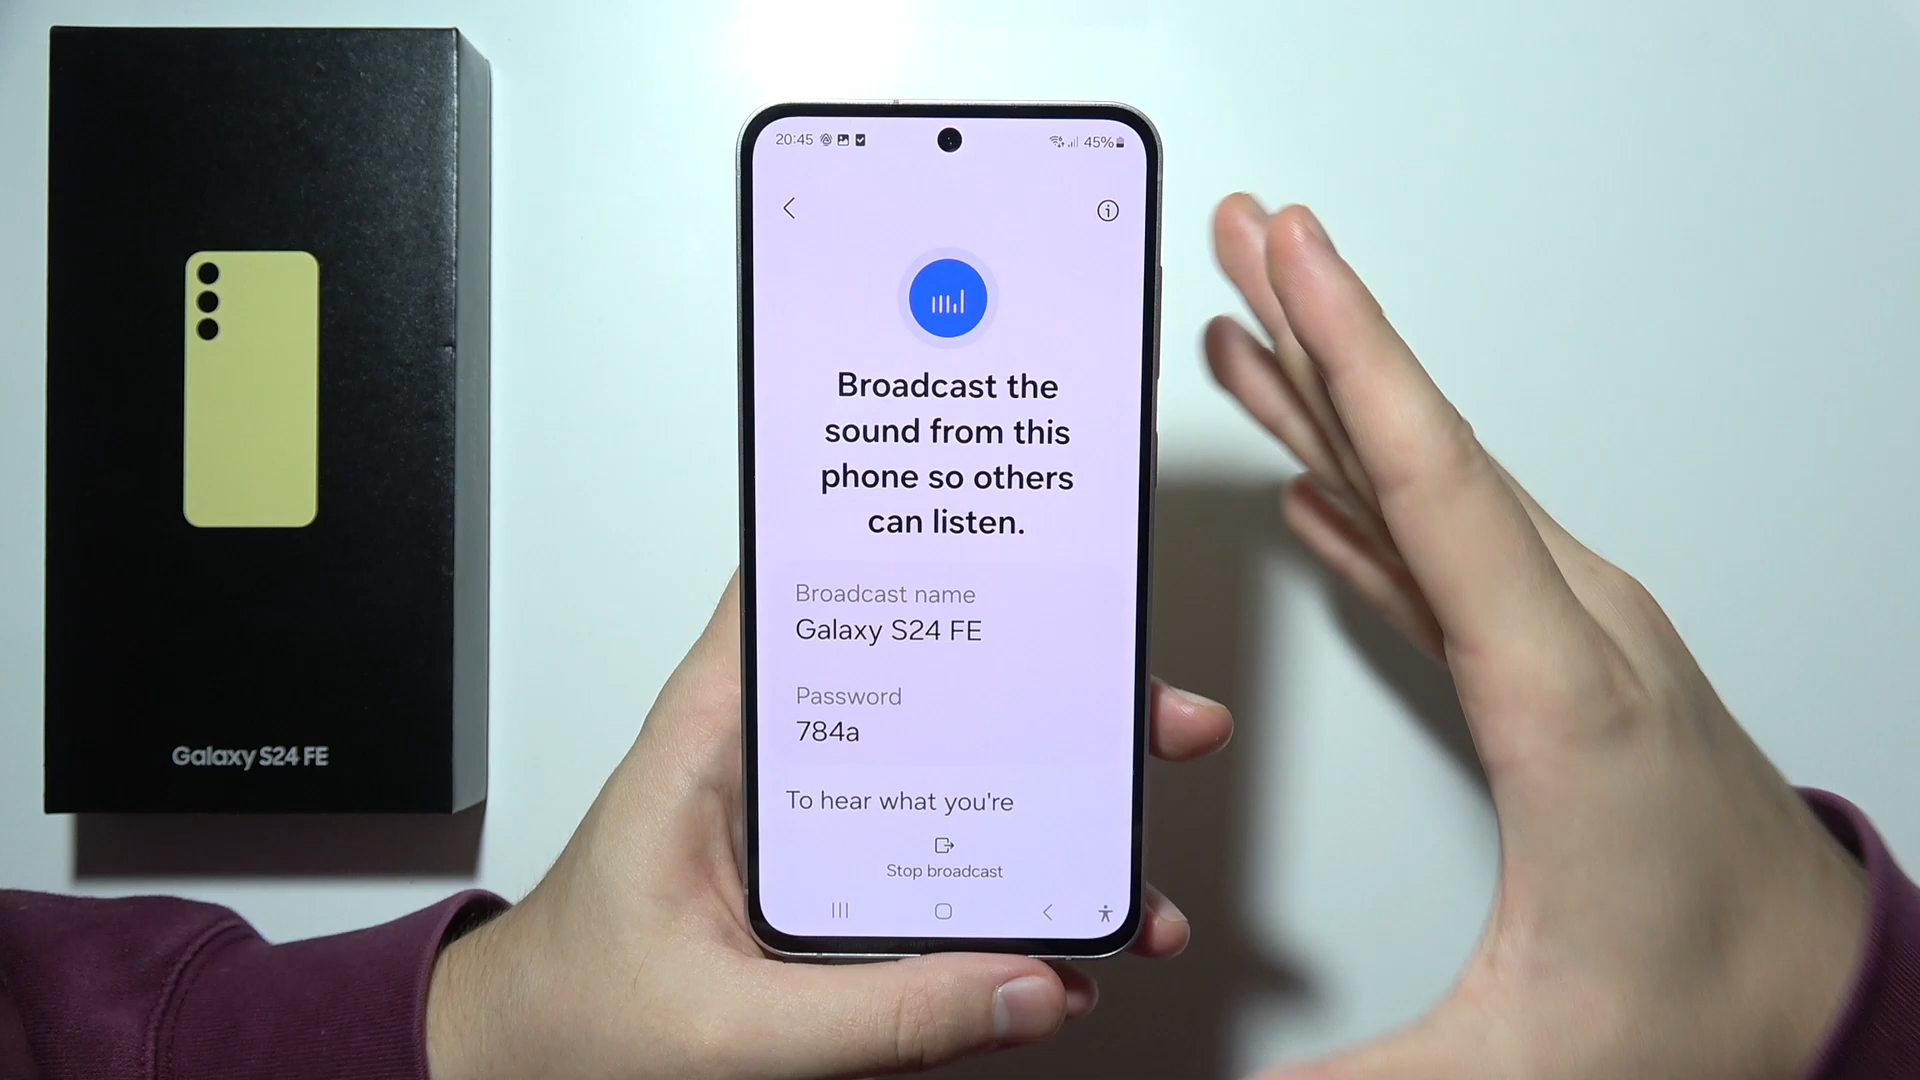 Galaxy S24 FE
20:45
45%
Broadcast the
sound from this
phone so others
can listen.
Broadcast name
Galaxy S24 FE
Password
784a
To hear what you're
Stop broadcast